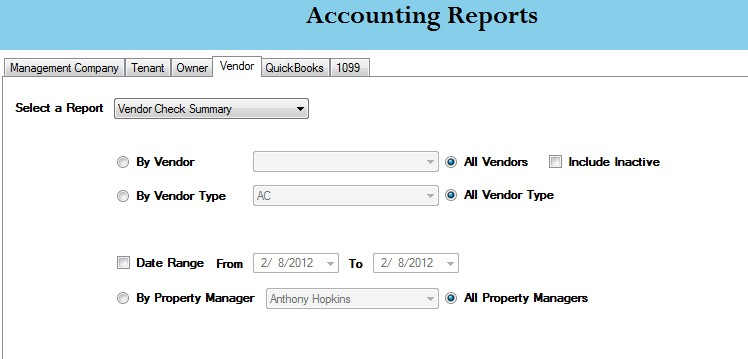 Accounting Reports
Management Company Tenant Owner Vendor QuickBooks 1099
Select a Report Vendor Check Summary
By Vendor All Vendors Include Inactive
By Vendor Type AC All Vendor Type
Date Range From 2/ 8/2012 To 2/ 8/2012
By Property Manager Anthony Hopkins All Property Managers